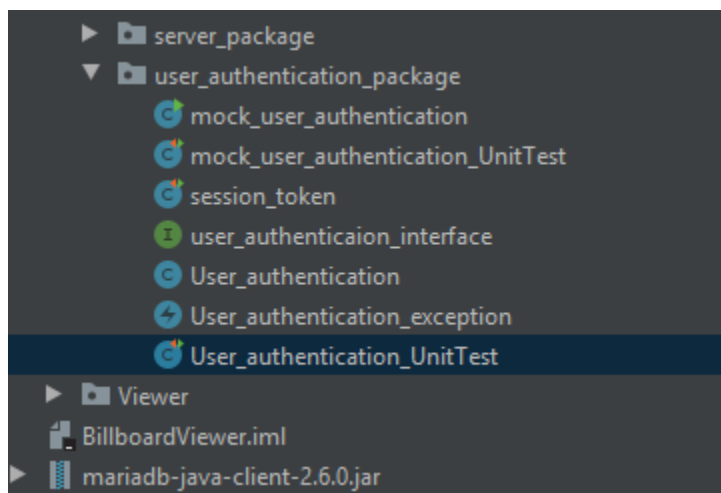 server_package
user_authentication_package
mock_user_authentication
mock_user_authentication_UnitTest
session_token
user_authenticaion_interface
User_authentication
User_authentication_exception
User_authentication_UnitTest
Viewer
BillboardViewer.iml
mariadb-java-client-2.6.0.jar